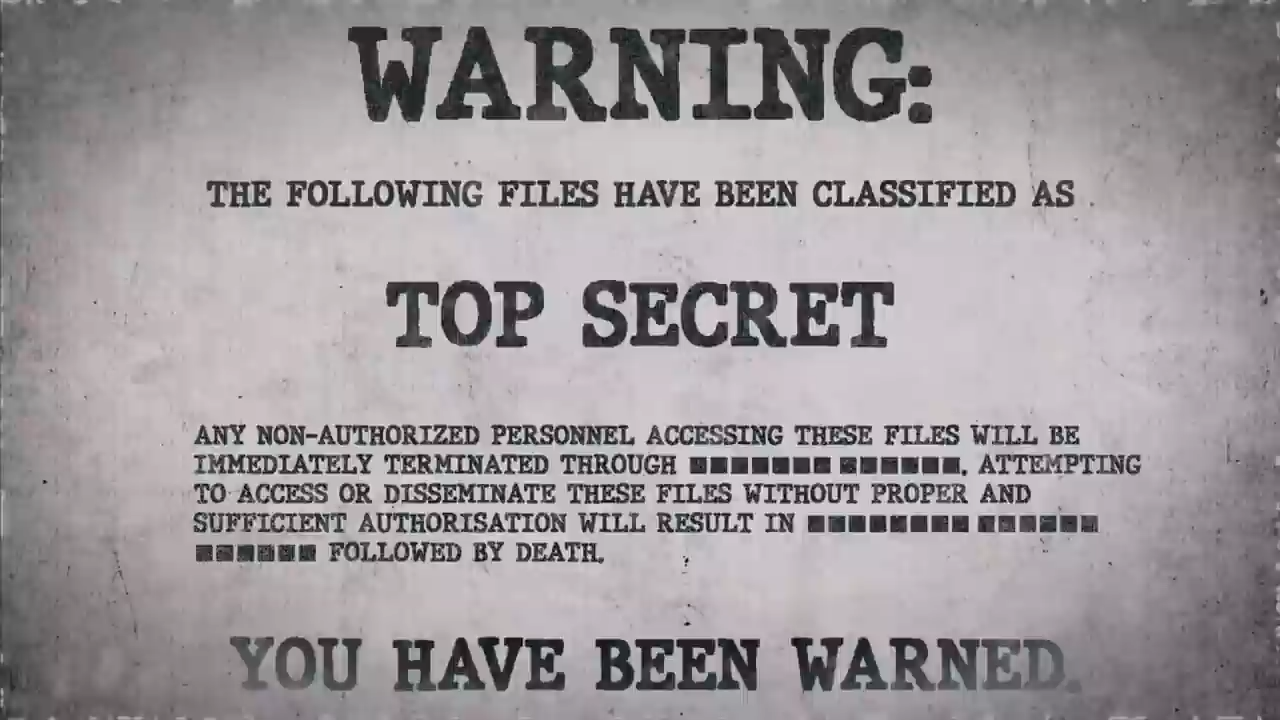 WARNING:
THE FOLLOWING FILES HAVE BEEN CLASSIFIED AS .
TOP SECRET
ANY NON-AUTHORIZED PERSONNEL ACCESSING THESE FILES WILL BE
IMMEDIATELY TERMINATED THROUGH ■■■■■■■ ■■■■■■. ATTEMPTING
TO ACCESS OR DISSEMINATE THESE FILES WITHOUT PROPER AND
SUFFICIENT AUTHORISATION WILL RESULT IN ■■■■■■■■ ■■■■■■
■■■■■■ FOLLOWED BY DEATH.
YOU HAVE BEEN WARNED.